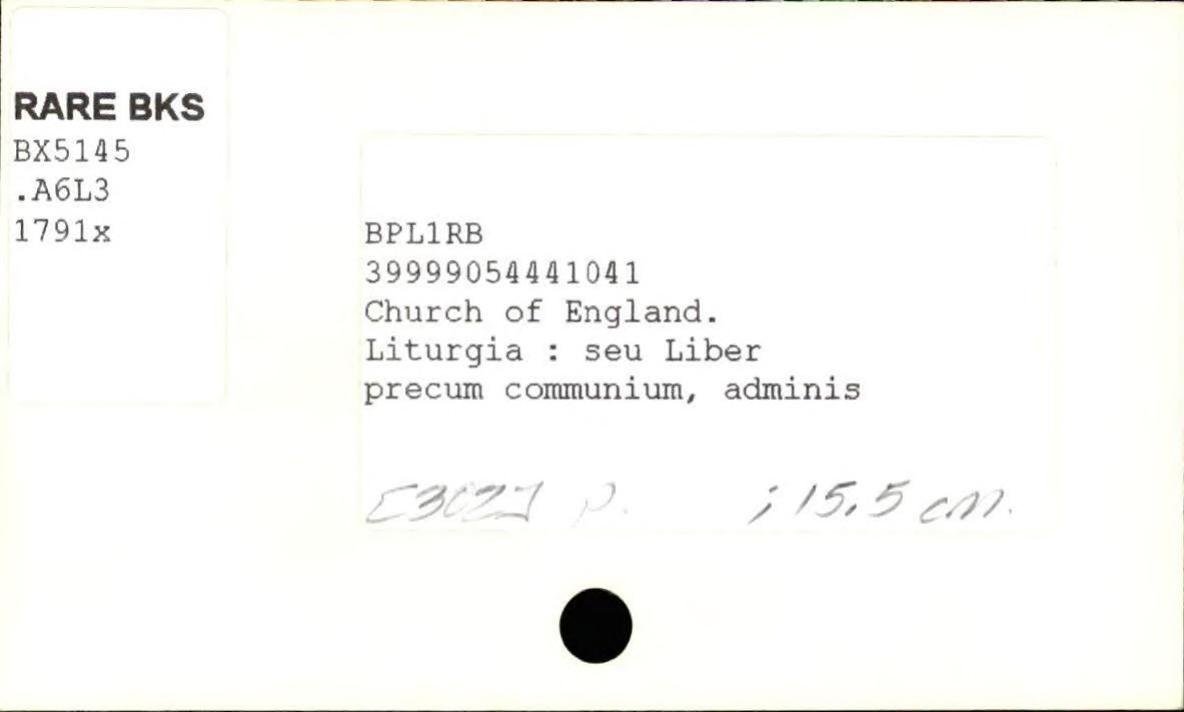 RARE BKS
BX5145
.A6L3
1791x
BPL1RB
39999054441041
Church of England.
Liturgia : seu Liber
precum communium, adminis
[302] p. ; 15.5 cm.